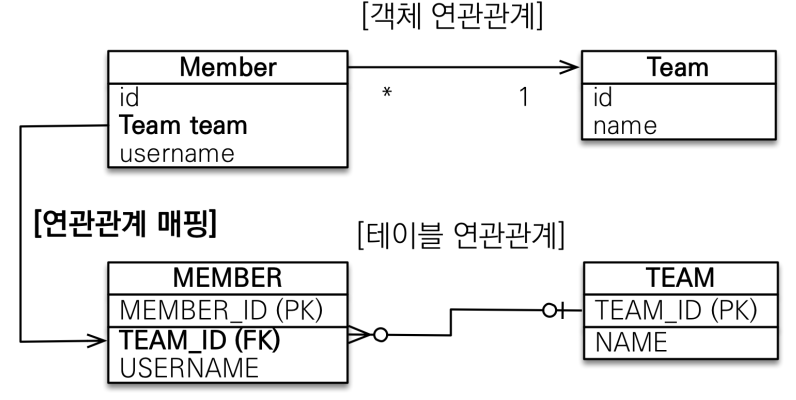 [객체 연관관계]
Member
id
Team team
username
*
1
Team
id
name
[연관관계 매핑]
[테이블 연관관계]
MEMBER
MEMBER_ID (PK)
TEAM_ID (FK)
USERNAME
TEAM
TEAM_ID (PK)
NAME